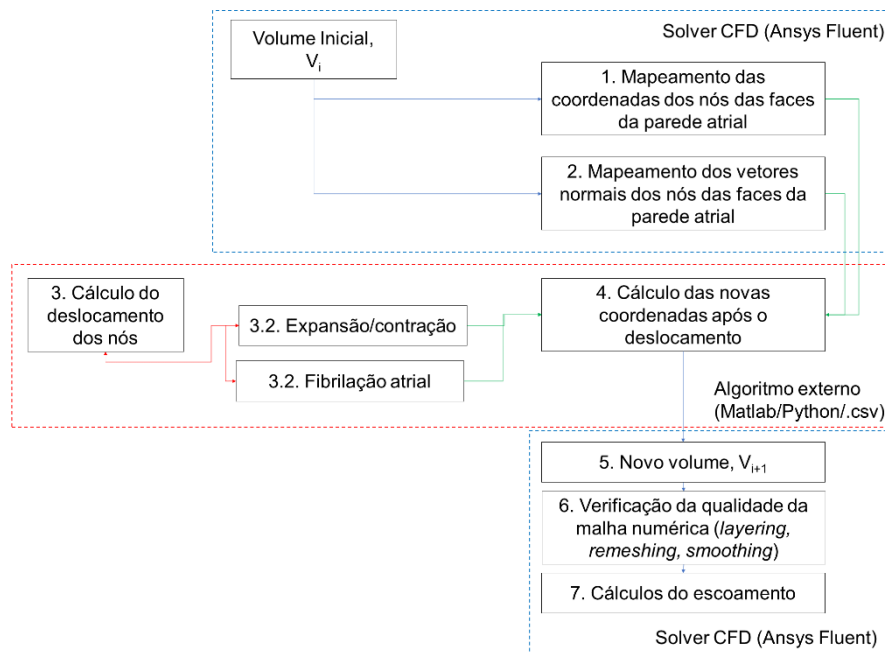 Solver CFD (Ansys Fluent)
Volume Inicial,
Vᵢ
1. Mapeamento das
coordenadas dos nós das faces
da parede atrial
2. Mapeamento dos vetores
normais dos nós das faces da
parede atrial
3. Cálculo do
deslocamento
dos nós
3.2. Expansão/contração
3.2. Fibrilação atrial
4. Cálculo das novas
coordenadas após o
deslocamento
Algoritmo externo
(Matlab/Python/.csv)
5. Novo volume, Vᵢ₊₁
6. Verificação da qualidade da
malha numérica (layering,
remeshing, smoothing)
7. Cálculos do escoamento
Solver CFD (Ansys Fluent)